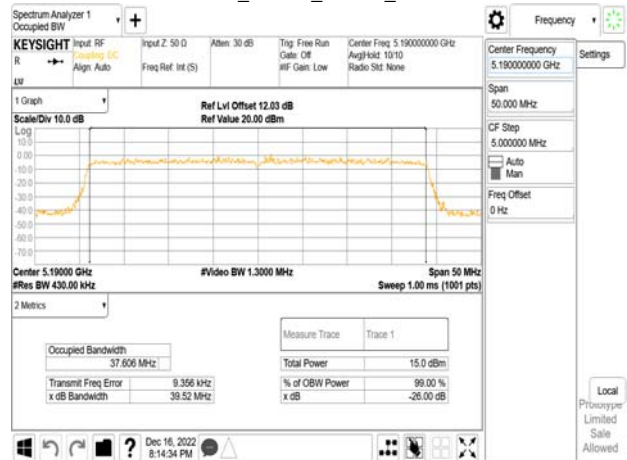 Spectrum Analyzer 1
Occupied BW
+
Frequency
KEYSIGHT
R
LXI
Input: RF
Coupling: DC
Align: Auto
Input Z: 50 Ω
Freq Ref: Int (S)
Atten: 30 dB
Trig: Free Run
Gate: Off
#IF Gain: Low
Center Freq: 5.190000000 GHz
Avg|Hold: 10/10
Radio Std: None
Center Frequency
5.190000000 GHz
Settings
Span
50.000 MHz
CF Step
5.000000 MHz
Auto
Man
Freq Offset
0 Hz
1 Graph
Scale/Div 10.0 dB
Ref Lvl Offset 12.03 dB
Ref Value 20.00 dBm
Log
10.0
0.00
-10.0
-20.0
-30.0
-40.0
-50.0
-60.0
-70.0
Center 5.19000 GHz
#Res BW 430.00 kHz
#Video BW 1.3000 MHz
Span 50 MHz
Sweep 1.00 ms (1001 pts)
2 Metrics
Measure Trace
Trace 1
Occupied Bandwidth
37.606 MHz
Total Power
15.0 dBm
Transmit Freq Error
9.356 kHz
% of OBW Power
99.00 %
x dB Bandwidth
39.52 MHz
x dB
-26.00 dB
Local
Prototype
Limited
Sale
Allowed
?
Dec 16, 2022
8:14:34 PM